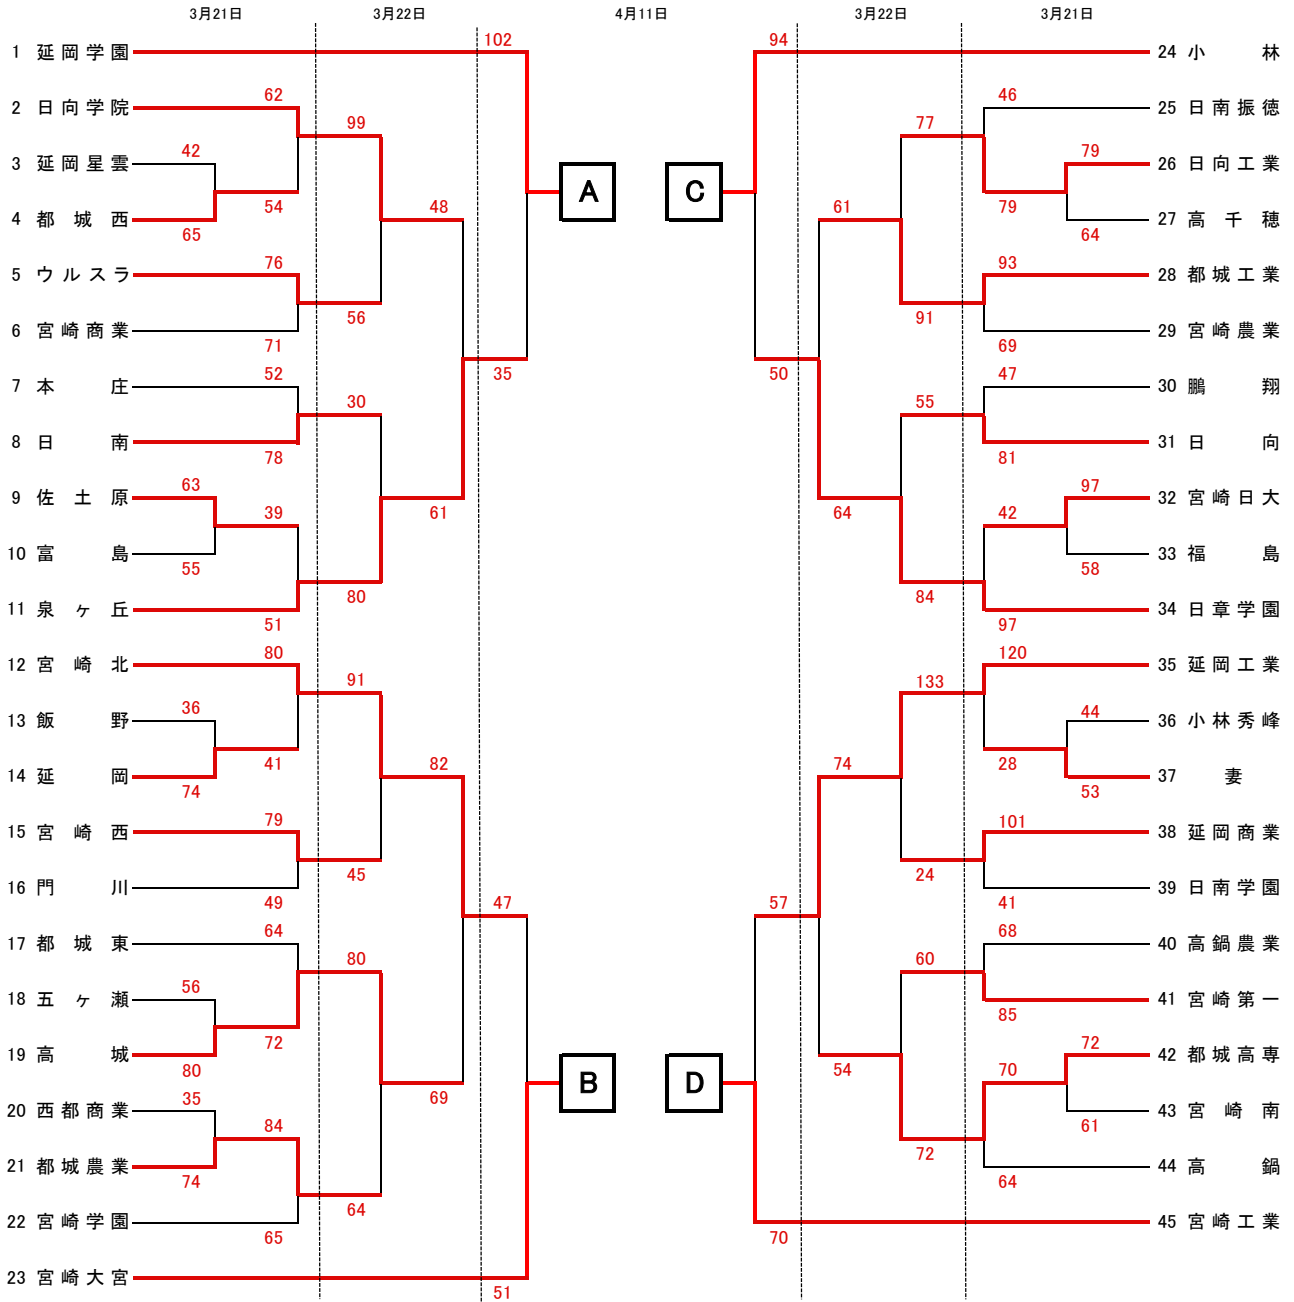 3月21日 3月22日 4月11日 3月22日 3月21日
1 延岡学園 102 94 24 小林
2 日向学院 62 46 25 日南振徳
99 77
3 延岡星雲 42 79 26 日向工業
A C
54 79
4 都城西 65 48 61 64 27 高千穂
5 ウルスラ 76 93 28 都城工業
56 91
6 宮崎商業 71 69 29 宮崎農業
35 50
7 本庄 52 47 30 鵬翔
30 55
8 日南 78 81 31 日向
9 佐土原 63 97 32 宮崎日大
39 61 64 42
10 富島 55 58 33 福島
80 84
11 泉ヶ丘 51 97 34 日章学園
12 宮崎北 80 120 35 延岡工業
91 133
13 飯野 36 44 36 小林秀峰
41 82 74 28
14 延岡 74 53 37 妻
15 宮崎西 79 101 38 延岡商業
45 24
16 門川 49 41 39 日南学園
47 57
17 都城東 64 68 40 高鍋農業
80 60
18 五ヶ瀬 56 85 41 宮崎第一
72
19 高城 80 72 42 都城高専
B D
69 54 70
20 西都商業 35 61 43 宮崎南
84 72
21 都城農業 74 64 44 高鍋
64
22 宮崎学園 65 70 45 宮崎工業
23 宮崎大宮 51